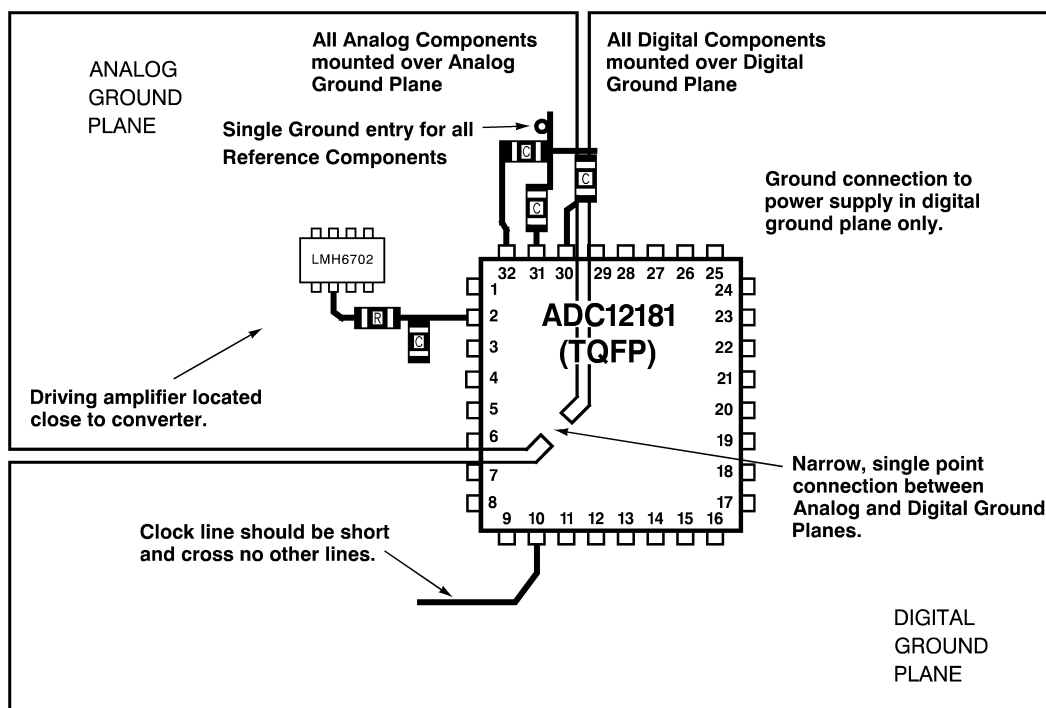 ANALOG
GROUND
PLANE
All Analog Components
mounted over Analog
Ground Plane
All Digital Components
mounted over Digital
Ground Plane
Single Ground entry for all
Reference Components
C
C
C
Ground connection to
power supply in digital
ground plane only.
LMH6702
R
C
32 31 30 29 28 27 26 25
1
2
3
4
5
6
7
8
24
23
22
21
20
19
18
17
ADC12181
(TQFP)
9 10 11 12 13 14 15 16
Driving amplifier located
close to converter.
Narrow, single point
connection between
Analog and Digital Ground
Planes.
Clock line should be short
and cross no other lines.
DIGITAL
GROUND
PLANE